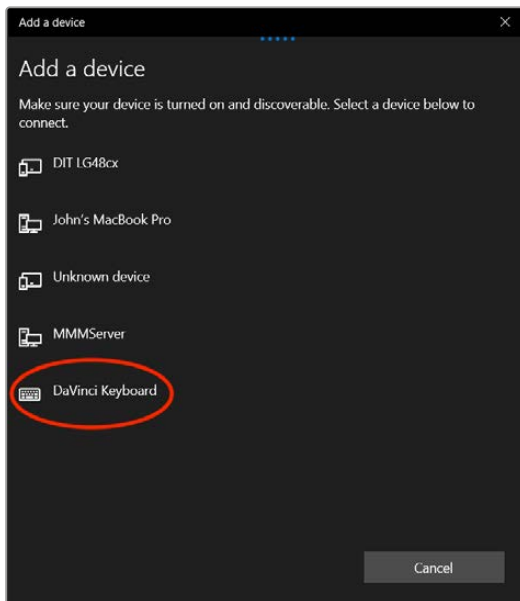 Add a device
Add a device
Make sure your device is turned on and discoverable. Select a device below to
connect.
DIT LG48cx
John's MacBook Pro
Unknown device
MMMServer
DaVinci Keyboard
Cancel